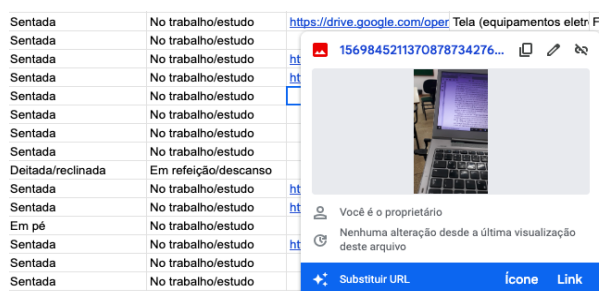 Sentada No trabalho/estudo https://drive.google.com/oper Tela (equipamentos eletr F
Sentada No trabalho/estudo
Sentada No trabalho/estudo
Sentada No trabalho/estudo
Sentada No trabalho/estudo
Sentada No trabalho/estudo
Sentada No trabalho/estudo
Sentada No trabalho/estudo
Deitada/reclinada Em refeição/descanso
Sentada No trabalho/estudo
Sentada No trabalho/estudo
Em pé No trabalho/estudo
Sentada No trabalho/estudo
Sentada No trabalho/estudo
Sentada No trabalho/estudo
1569845211370878734276...
Você é o proprietário
Nenhuma alteração desde a última visualização
deste arquivo
Substituir URL Ícone Link